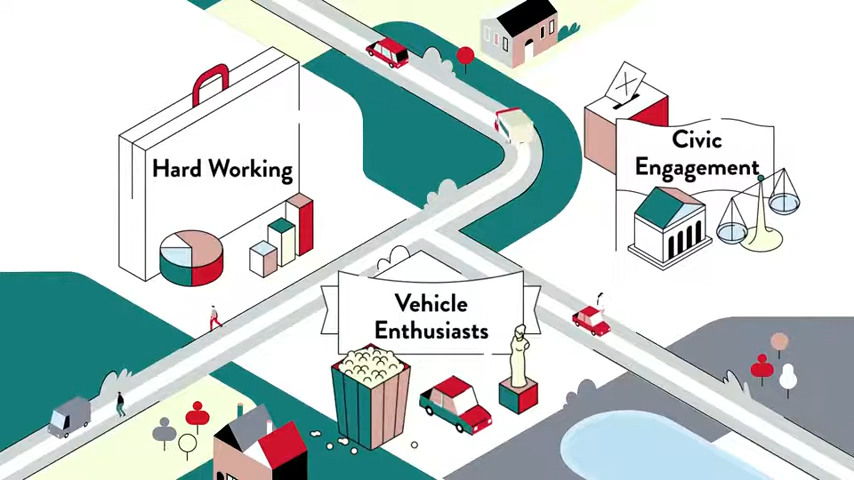 Hard Working
Civic
Engagement
Vehicle
Enthusiasts